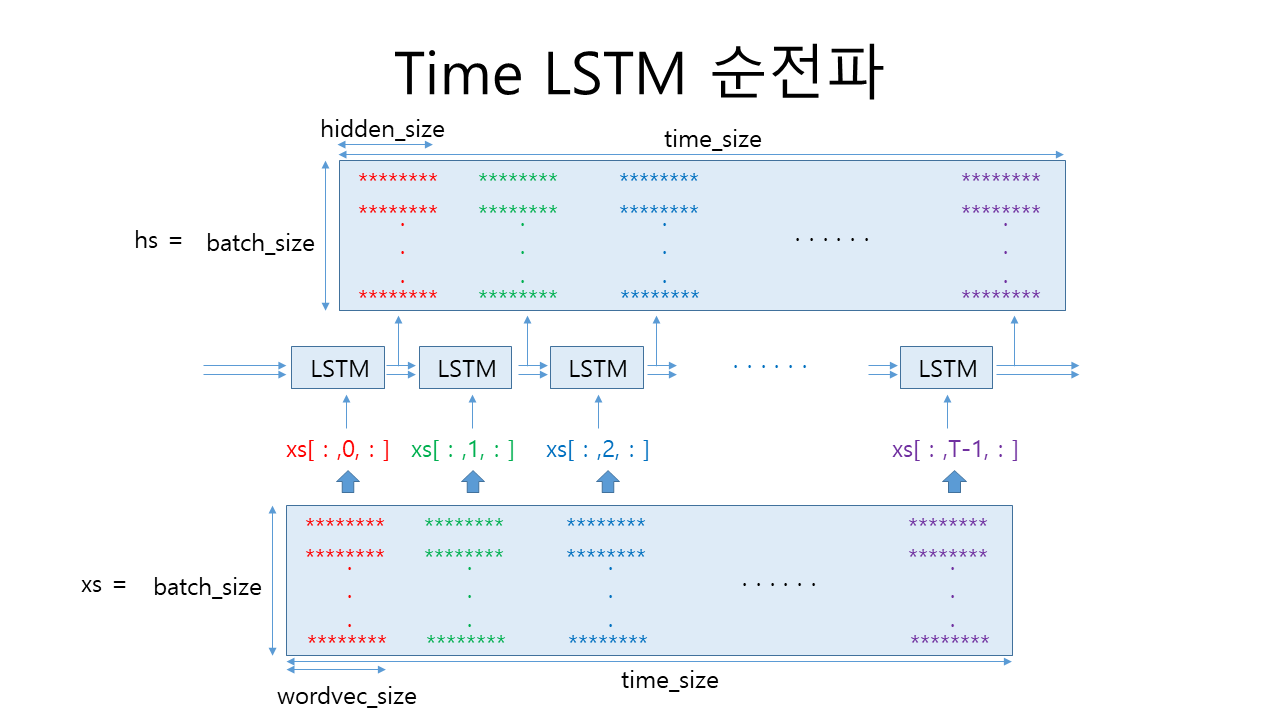 Time LSTM 순전파
hidden_size
time_size
******** ******** ******** ********
******** ******** ******** ********
. . . .
hs = batch_size . . . . . . . . . .
. . . .
******** ******** ******** ********
LSTM LSTM LSTM . . . . . . LSTM
xs[ : ,0, : ] xs[ : ,1, : ] xs[ : ,2, : ] xs[ : ,T-1, : ]
******** ******** ******** ********
******** ******** ******** ********
. . . .
xs = batch_size . . . . . . . . . .
. . . .
******** ******** ******** ********
time_size
wordvec_size